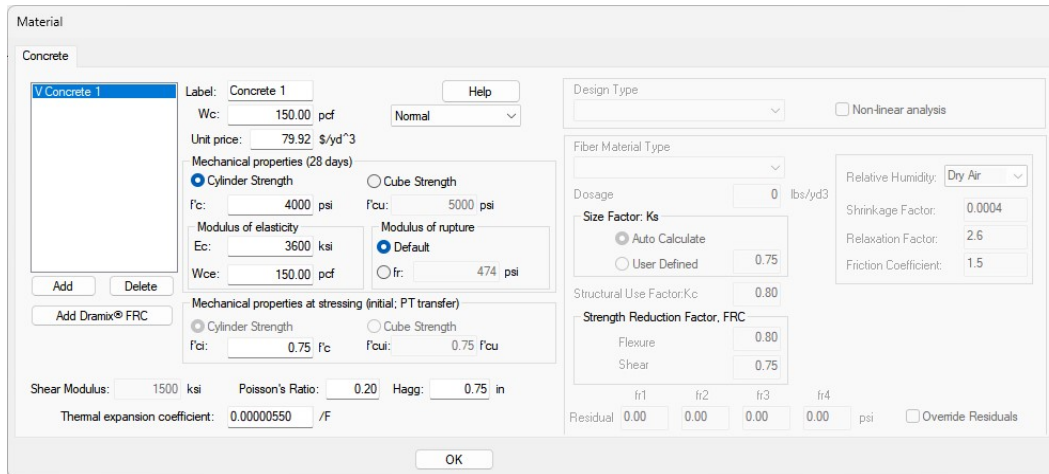 Material
Concrete
V Concrete 1
Add
Delete
Add Dramix® FRC
Label: Concrete 1
Help
Wc: 150.00 pcf
Normal
Unit price: 79.92 $/yd^3
Mechanical properties (28 days)
Cylinder Strength
Cube Strength
f'c: 4000 psi
f'cu: 5000 psi
Modulus of elasticity
Modulus of rupture
Ec: 3600 ksi
Default
Wce: 150.00 pcf
fr: 474 psi
Mechanical properties at stressing (initial; PT transfer)
Cylinder Strength
Cube Strength
f'ci: 0.75 f'c
f'cui: 0.75 f'cu
Shear Modulus: 1500 ksi
Poisson's Ratio: 0.20
Hagg: 0.75 in
Thermal expansion coefficient: 0.00000550 /F
Design Type
Non-linear analysis
Fiber Material Type
Dosage 0 lbs/yd3
Size Factor: Ks
Auto Calculate
User Defined 0.75
Structural Use Factor:Kc 0.80
Strength Reduction Factor, FRC
Flexure 0.80
Shear 0.75
fr1 fr2 fr3 fr4
Residual 0.00 0.00 0.00 0.00 psi
Override Residuals
Relative Humidity: Dry Air
Shrinkage Factor: 0.0004
Relaxation Factor: 2.6
Friction Coefficient: 1.5
OK